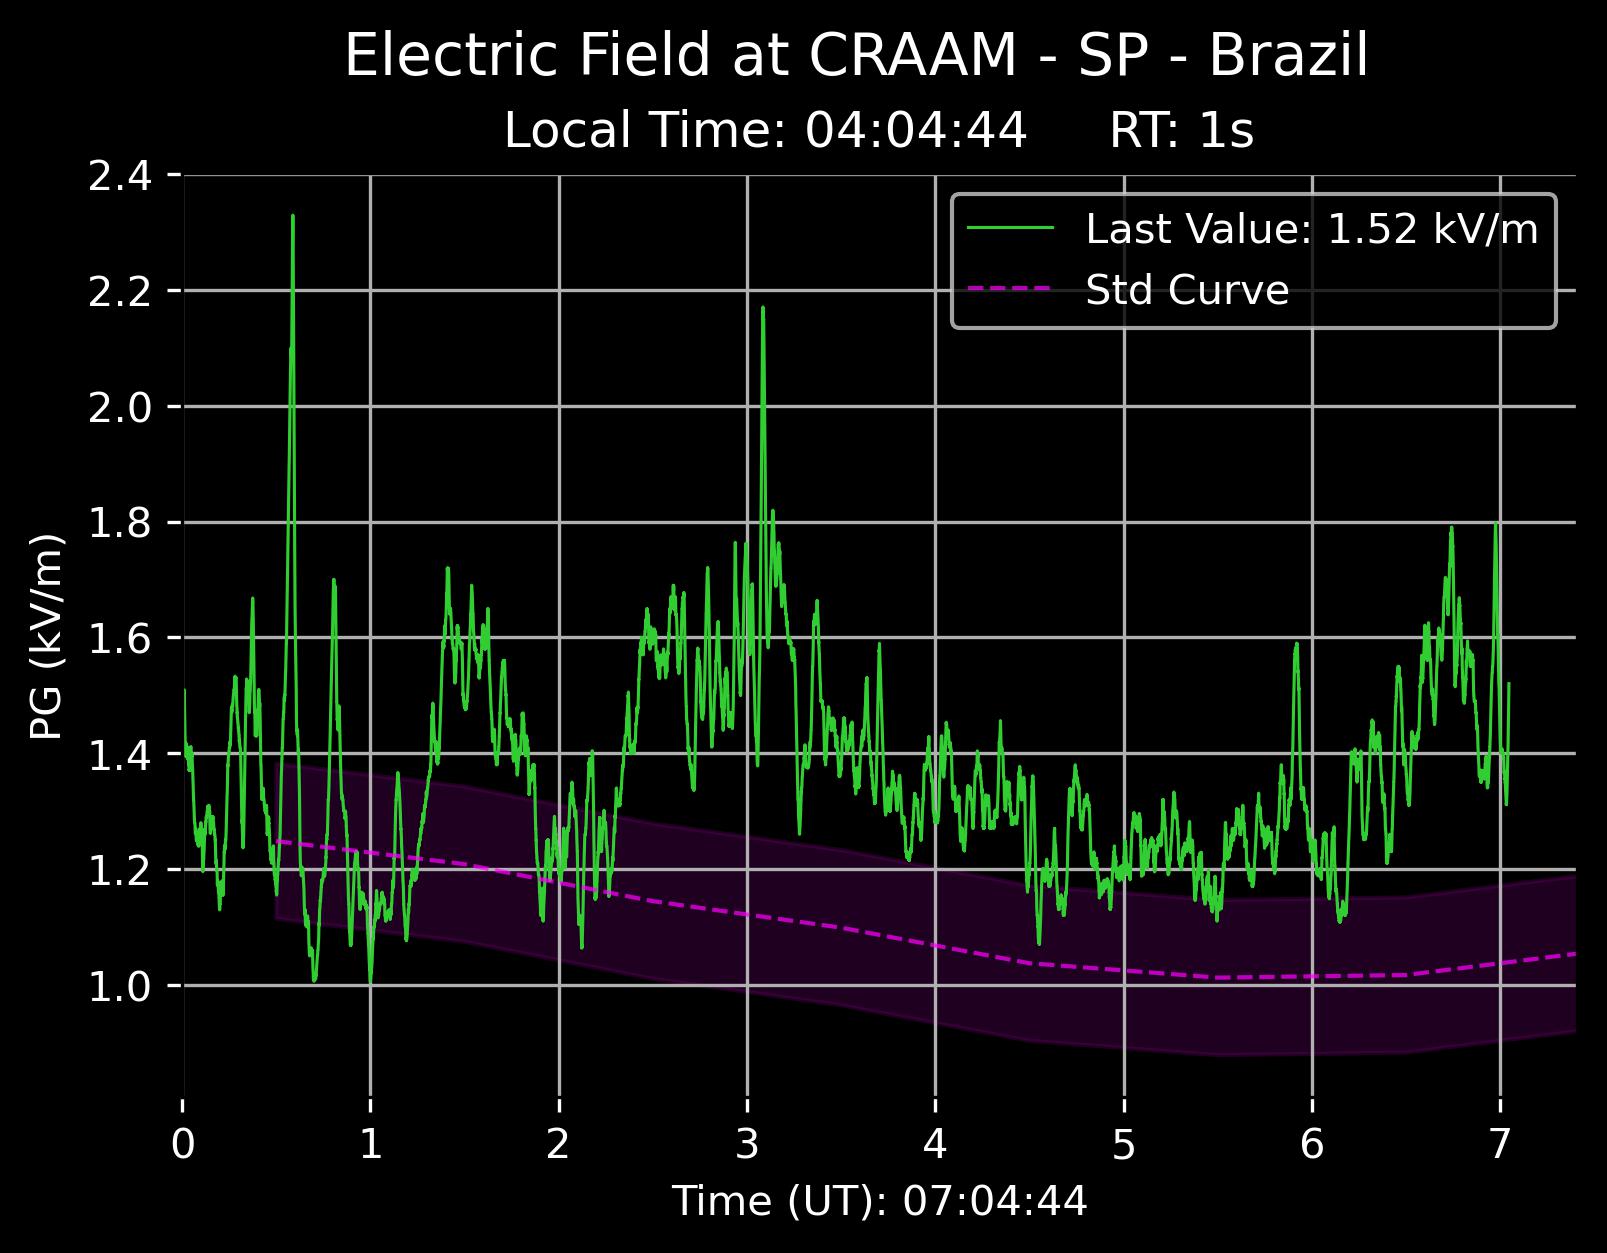 Electric Field at CRAAM - SP - Brazil
Local Time: 04:04:44 RT: 1s
Last Value: 1.52 kV/m
Std Curve
PG (kV/m)
2.4
2.2
2.0
1.8
1.6
1.4
1.2
1.0
0 1 2 3 4 5 6 7
Time (UT): 07:04:44